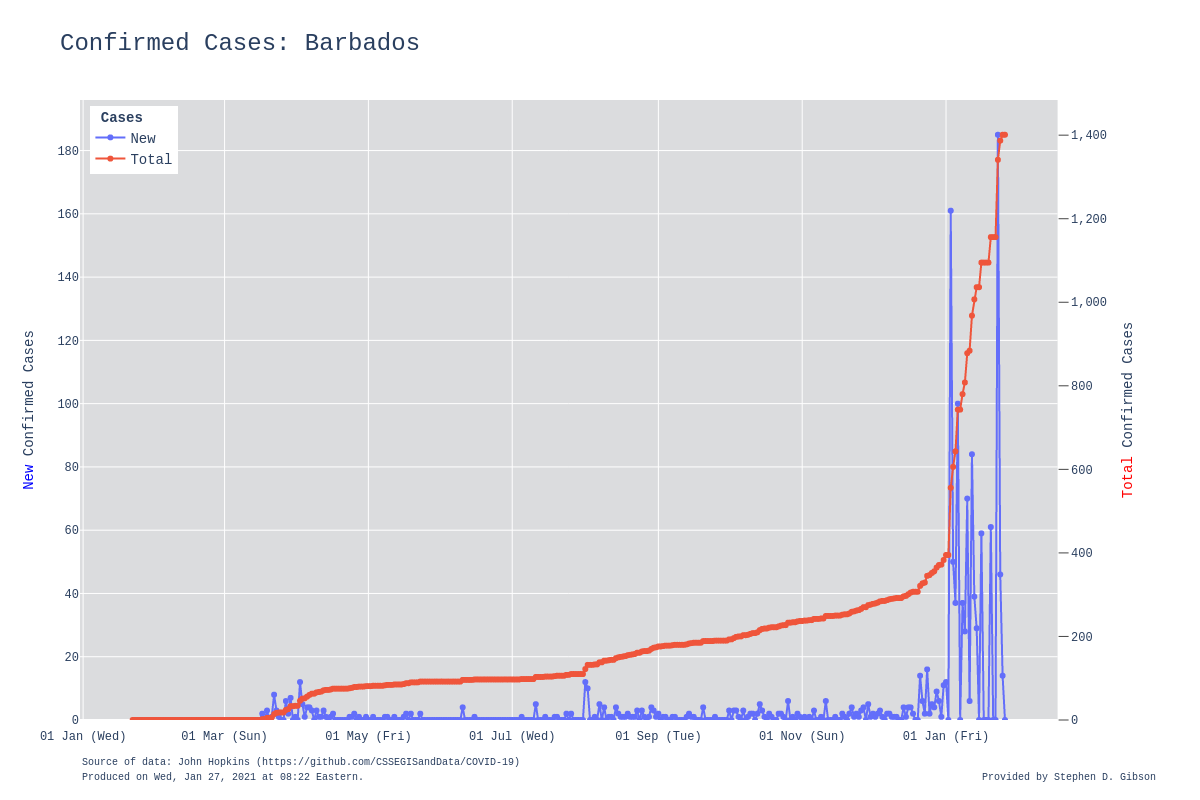 Confirmed Cases: Barbados
Cases
New
Total
180
160
140
120
100
80
60
40
20
0
New Confirmed Cases
1,400
1,200
1,000
800
600
400
200
0
Total Confirmed Cases
01 Jan (Wed) 01 Mar (Sun) 01 May (Fri) 01 Jul (Wed) 01 Sep (Tue) 01 Nov (Sun) 01 Jan (Fri)
Source of data: John Hopkins (https://github.com/CSSEGISandData/COVID-19)
Produced on Wed, Jan 27, 2021 at 08:22 Eastern.
Provided by Stephen D. Gibson